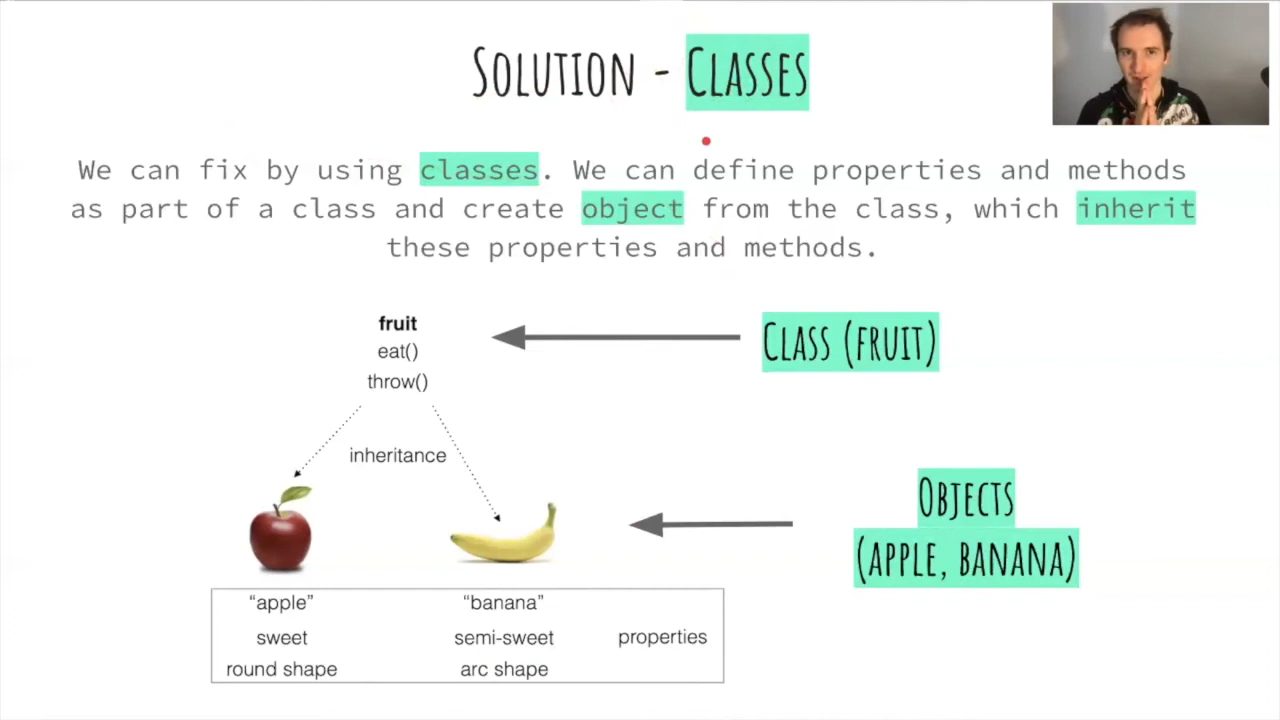 SOLUTION - CLASSES
We can fix by using classes. We can define properties and methods
as part of a class and create object from the class, which inherit
these properties and methods.
fruit
eat()
throw()
CLASS (FRUIT)
inheritance
OBJECTS
(APPLE, BANANA)
“apple” “banana”
sweet semi-sweet properties
round shape arc shape